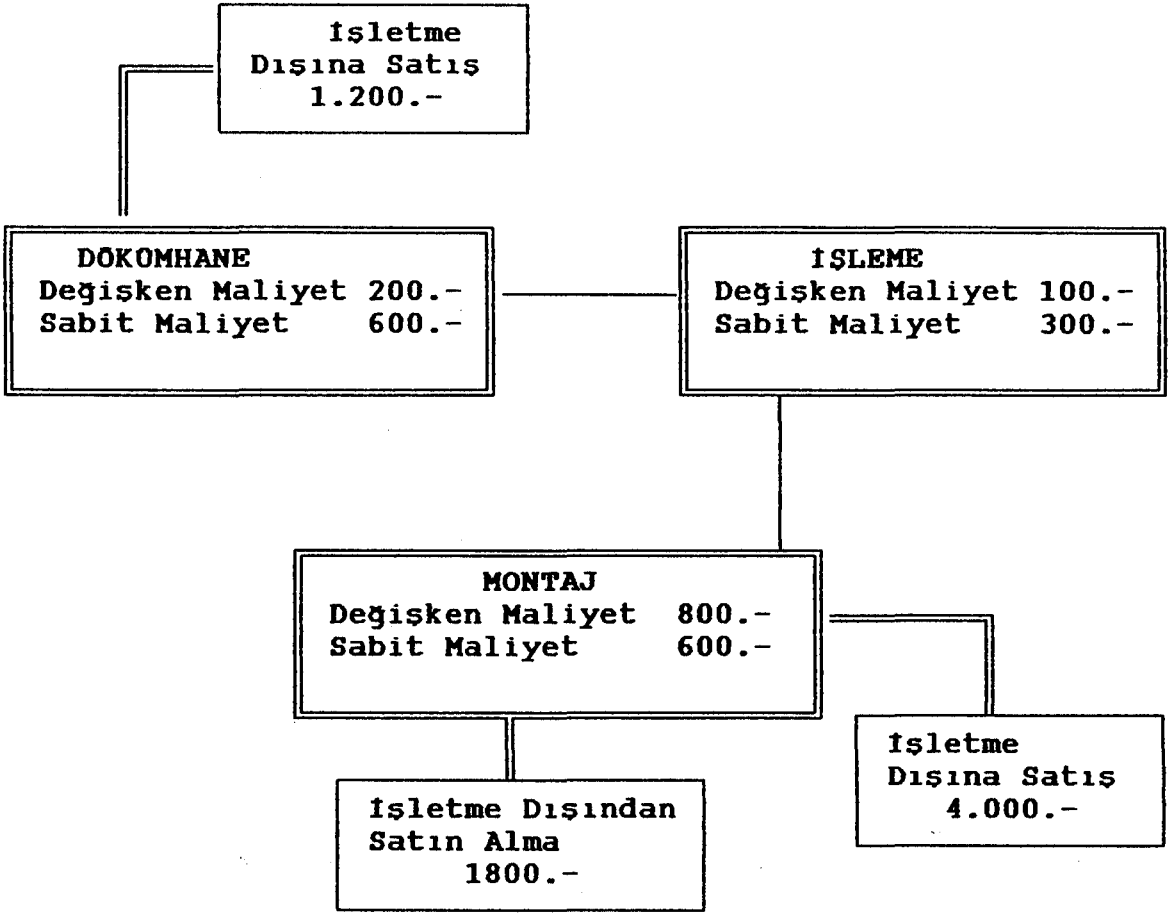 İşletme
Dışına Satış
1.200.-
DÖKÜMHANE
Değişken Maliyet 200.-
Sabit Maliyet 600.-
İŞLEME
Değişken Maliyet 100.-
Sabit Maliyet 300.-
MONTAJ
Değişken Maliyet 800.-
Sabit Maliyet 600.-
İşletme
Dışına Satış
4.000.-
İşletme Dışından
Satın Alma
1800.-